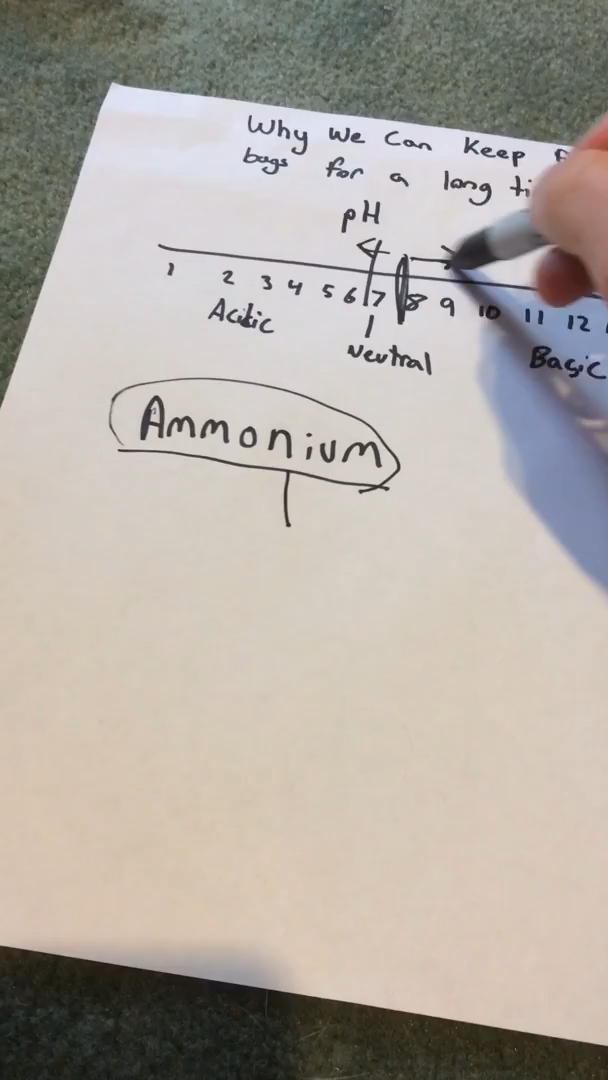 Why We Can Keep
bags for a long
pH
1 2 3 4 5 6 7 8 9 10 11 12
Acitic
Neutral
Basic
Ammonium